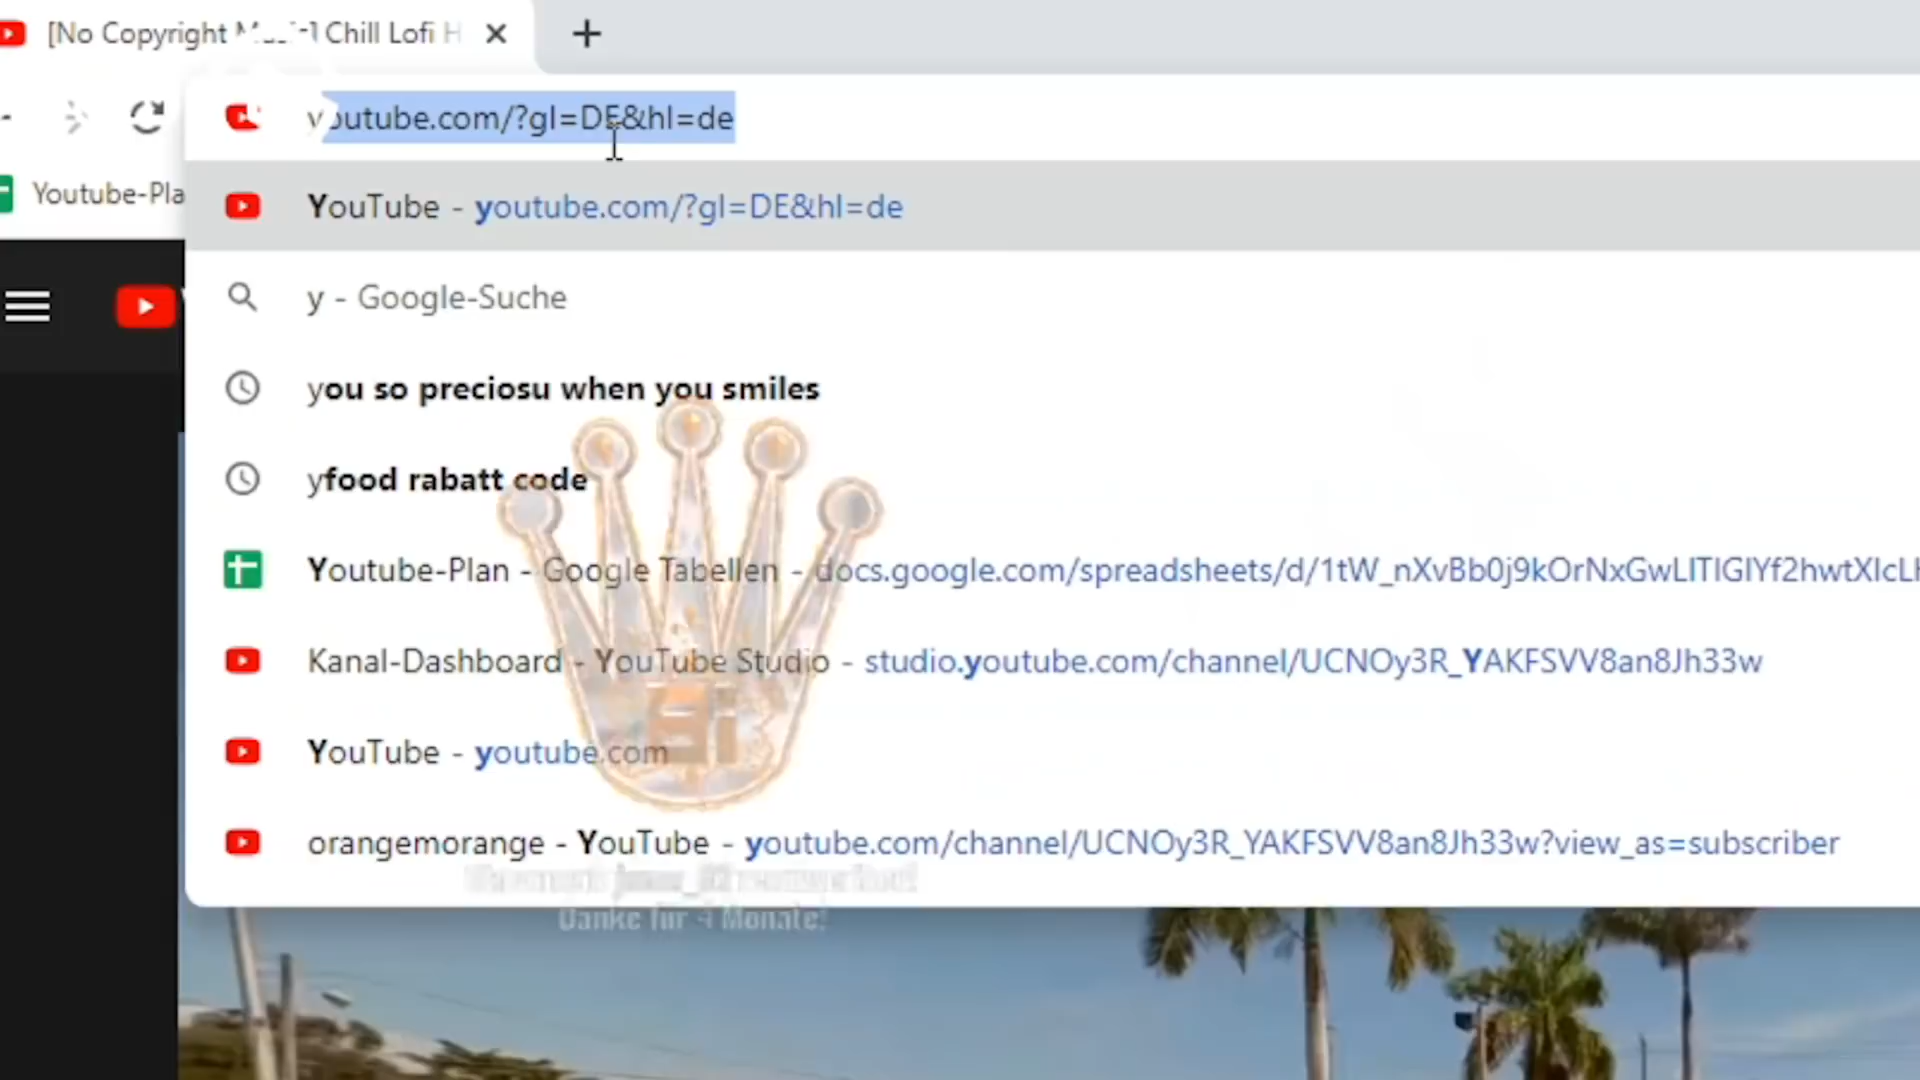 [No Copyright Music] Chill Lofi H
youtube.com/?gl=DE&hl=de
Youtube-Pla
YouTube - youtube.com/?gl=DE&hl=de
y - Google-Suche
you so preciosu when you smiles
yfood rabatt code
Youtube-Plan - Google Tabellen - docs.google.com/spreadsheets/d/1tW_nXvBb0j9kOrNxGwLITIGIYf2hwtXIcLH
Kanal-Dashboard - YouTube Studio - studio.youtube.com/channel/UCNOy3R_YAKFSVV8an8Jh33w
YouTube - youtube.com
orangemorange - YouTube - youtube.com/channel/UCNOy3R_YAKFSVV8an8Jh33w?view_as=subscriber
Danke für 4 Monate!